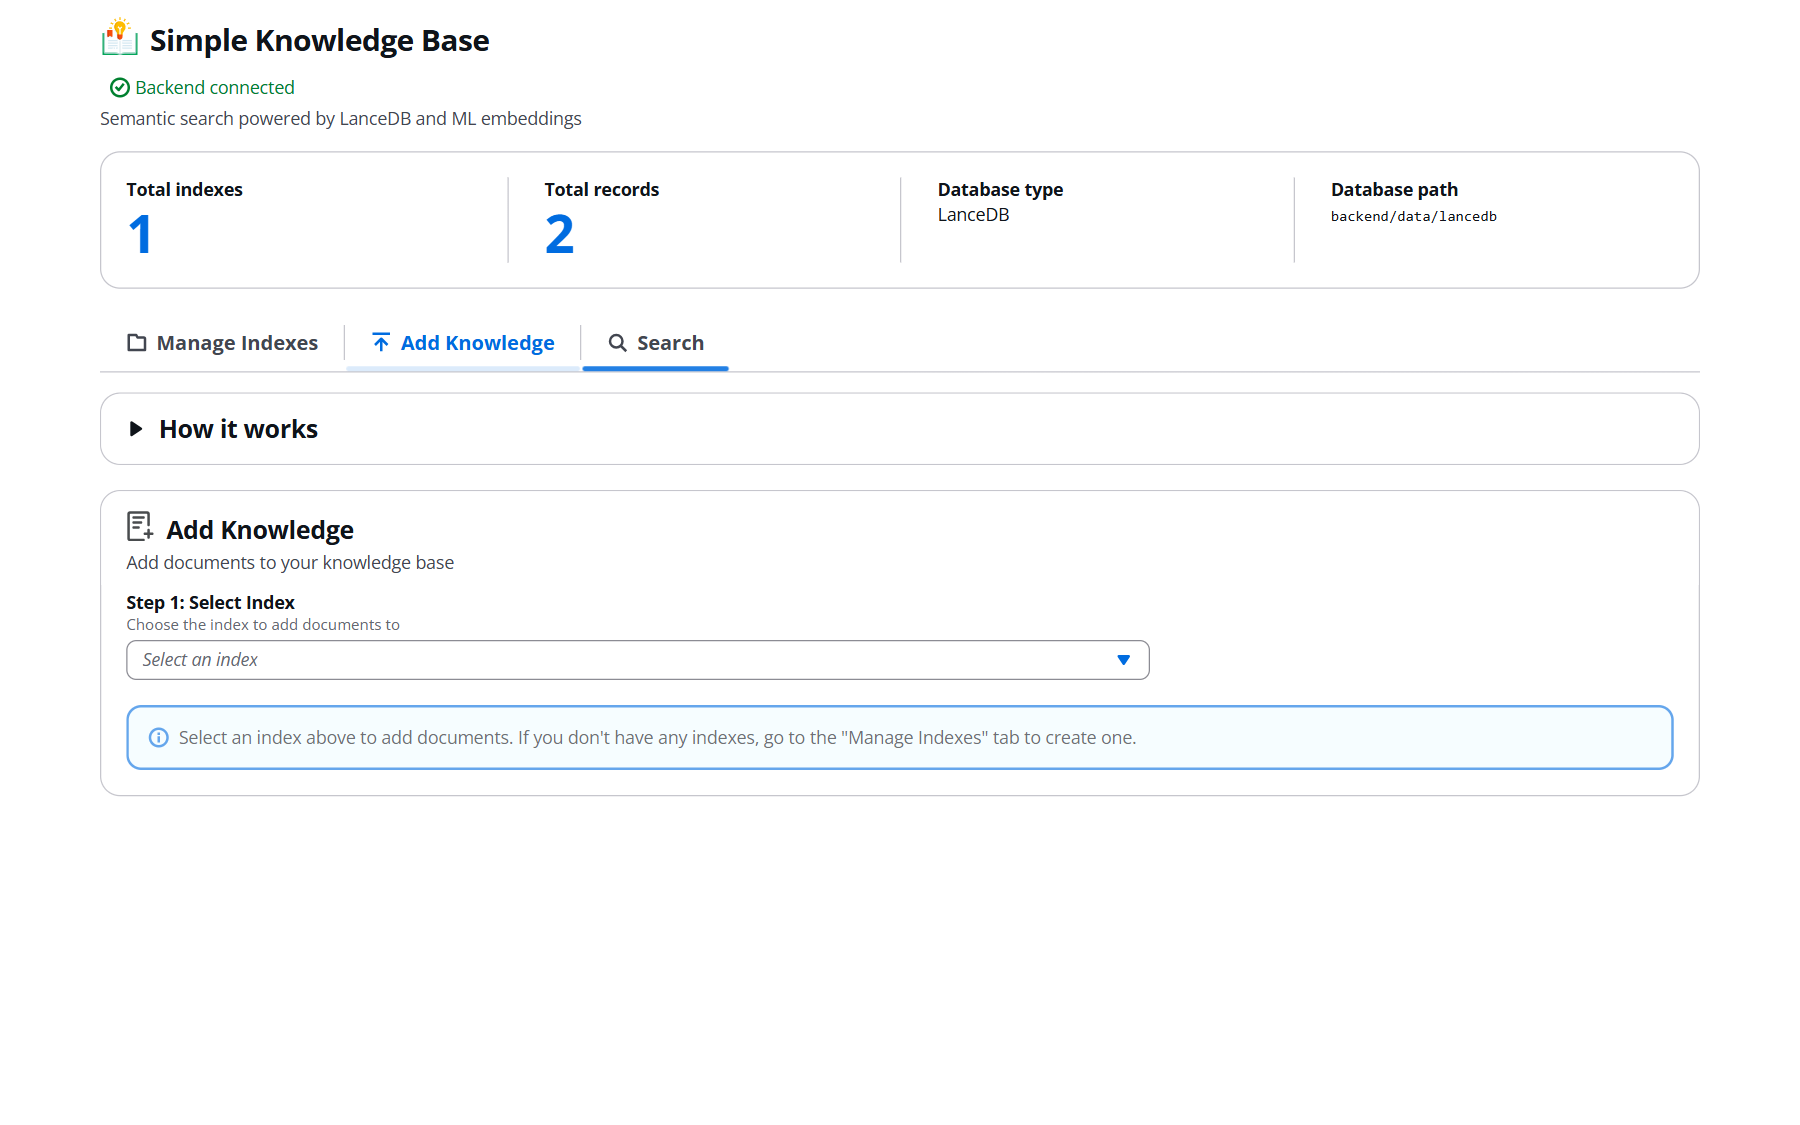 Simple Knowledge Base
Backend connected
Semantic search powered by LanceDB and ML embeddings
Total indexes
1
Total records
2
Database type
LanceDB
Database path
backend/data/lancedb
Manage Indexes
Add Knowledge
Search
How it works
Add Knowledge
Add documents to your knowledge base
Step 1: Select Index
Choose the index to add documents to
Select an index
Select an index above to add documents. If you don't have any indexes, go to the "Manage Indexes" tab to create one.